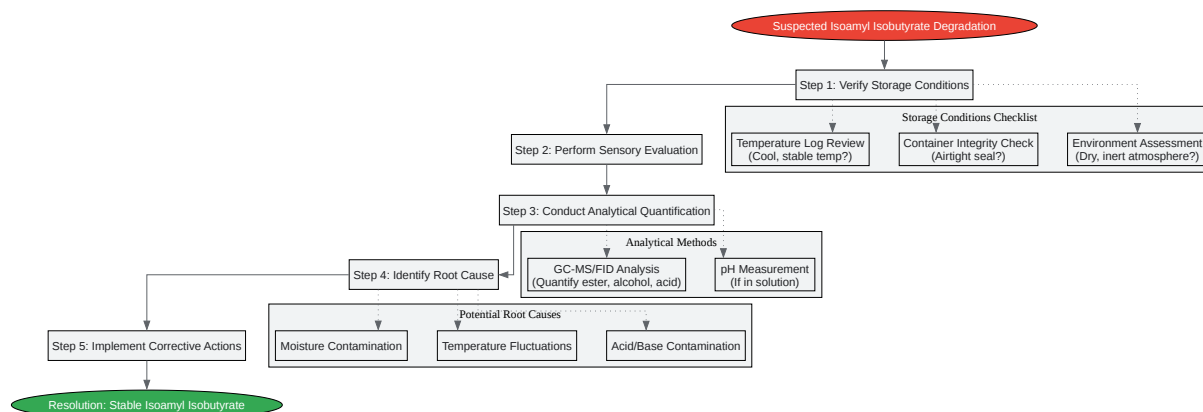 Suspected Isoamyl Isobutyrate Degradation
Step 1: Verify Storage Conditions
Storage Conditions Checklist
Temperature Log Review
(Cool, stable temp?)
Container Integrity Check
(Airtight seal?)
Environment Assessment
(Dry, inert atmosphere?)
Step 2: Perform Sensory Evaluation
Step 3: Conduct Analytical Quantification
Analytical Methods
GC-MS/FID Analysis
(Quantify ester, alcohol, acid)
pH Measurement
(If in solution)
Step 4: Identify Root Cause
Potential Root Causes
Moisture Contamination
Temperature Fluctuations
Acid/Base Contamination
Step 5: Implement Corrective Actions
Resolution: Stable Isoamyl Isobutyrate